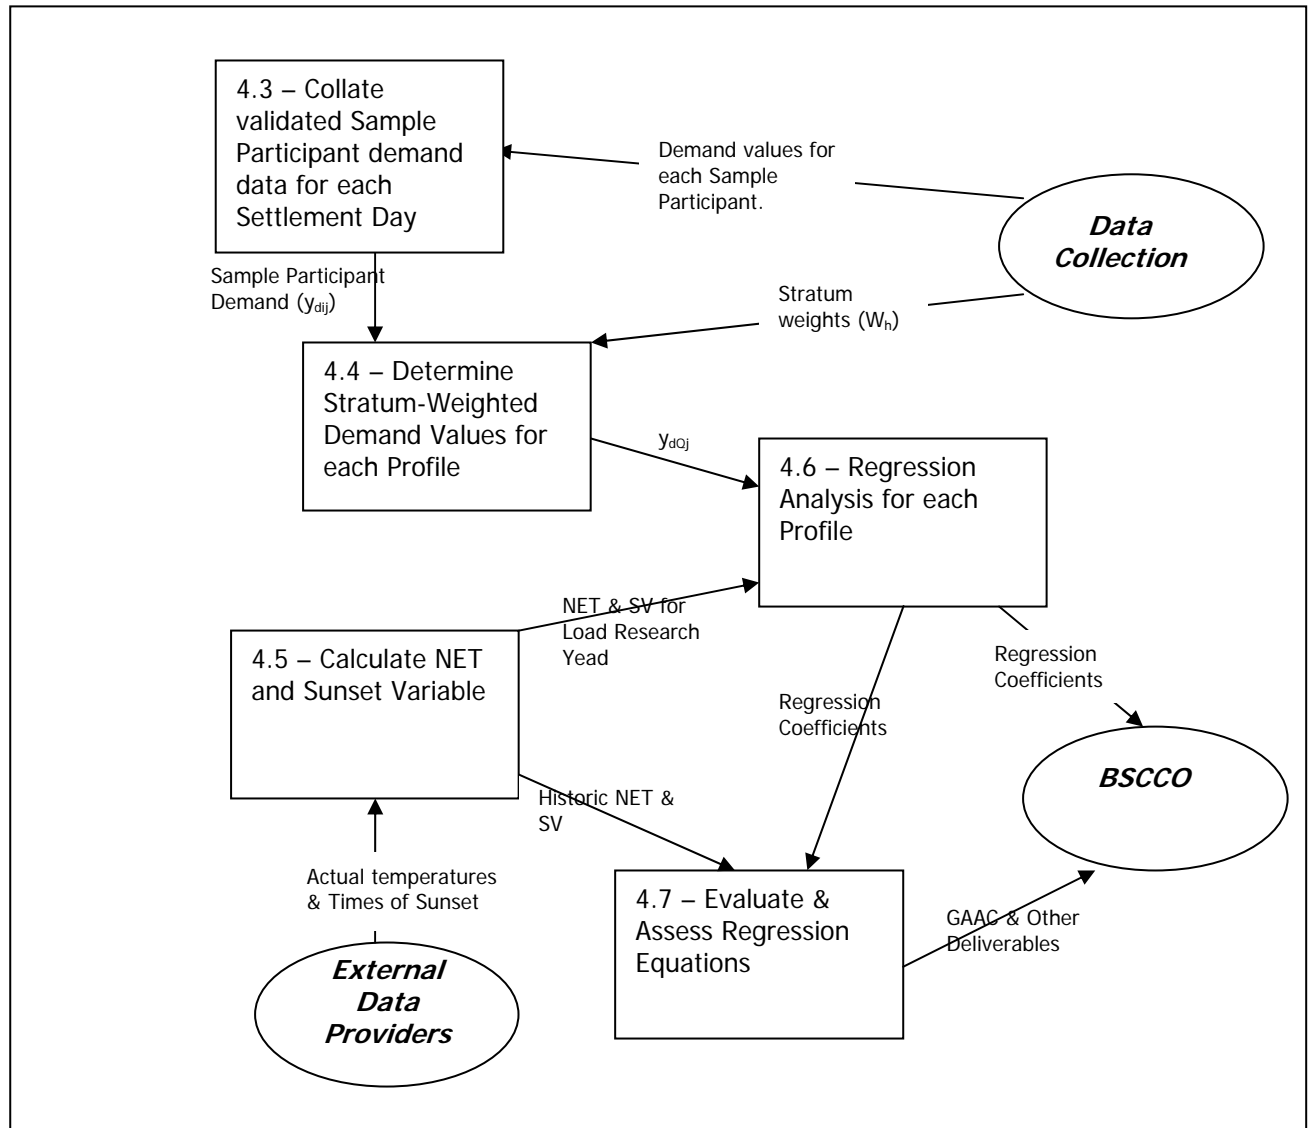 4.3 – Collate
validated Sample
Participant demand
data for each
Settlement Day
Demand values for
each Sample
Participant.
Data
Collection
Sample Participant
Demand (ydij)
Stratum
weights (Wh)
4.4 – Determine
Stratum-Weighted
Demand Values for
each Profile
ydQj
4.6 – Regression
Analysis for each
Profile
NET & SV for
Load Research
Yead
4.5 – Calculate NET
and Sunset Variable
Regression
Coefficients
Regression
Coefficients
BSCCO
Historic NET &
SV
Actual temperatures
& Times of Sunset
4.7 – Evaluate &
Assess Regression
Equations
GAAC & Other
Deliverables
External
Data
Providers